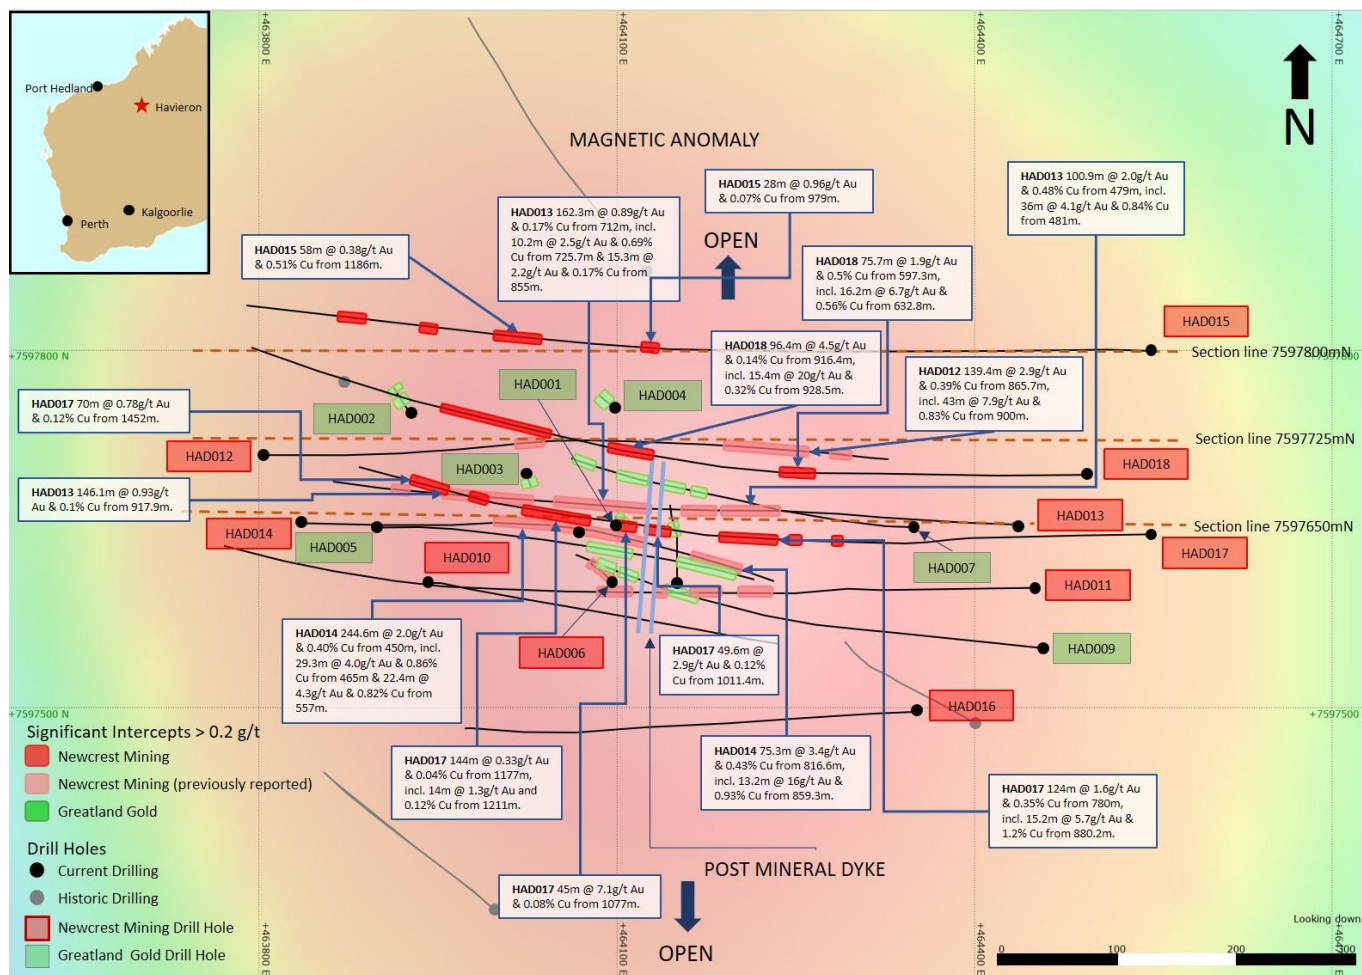 +463800 E
+464100 E
+464400 E
+464700 E
Port Hedland
Havieron
Kalgoorlie
Perth
N
MAGNETIC ANOMALY
HAD015 28m @ 0.96g/t Au
& 0.07% Cu from 979m.
HAD013 100.9m @ 2.0g/t Au
& 0.48% Cu from 479m, incl.
36m @ 4.1g/t Au & 0.84% Cu
from 481m.
HAD013 162.3m @ 0.89g/t Au
& 0.17% Cu from 712m, incl.
10.2m @ 2.5g/t Au & 0.69%
Cu from 725.7m & 15.3m @
2.2g/t Au & 0.17% Cu from
855m.
OPEN
HAD015 58m @ 0.38g/t Au
& 0.51% Cu from 1186m.
HAD018 75.7m @ 1.9g/t Au
& 0.5% Cu from 597.3m,
incl. 16.2m @ 6.7g/t Au &
0.56% Cu from 632.8m.
HAD015
+7597800 N
Section line 7597800mN
+7597800
HAD018 96.4m @ 4.5g/t Au
& 0.14% Cu from 916.4m,
incl. 15.4m @ 20g/t Au &
0.32% Cu from 928.5m.
HAD012 139.4m @ 2.9g/t Au
& 0.39% Cu from 865.7m,
incl. 43m @ 7.9g/t Au &
0.83% Cu from 900m.
HAD001
HAD004
HAD002
HAD017 70m @ 0.78g/t Au
& 0.12% Cu from 1452m.
Section line 7597725mN
HAD012
HAD003
HAD018
HAD013 146.1m @ 0.93g/t
Au & 0.1% Cu from 917.9m.
HAD013
Section line 7597650mN
HAD014
HAD005
HAD010
HAD007
HAD017
HAD011
HAD014 244.6m @ 2.0g/t Au
& 0.40% Cu from 450m, incl.
29.3m @ 4.0g/t Au & 0.86%
Cu from 465m & 22.4m @
4.3g/t Au & 0.82% Cu from
557m.
HAD006
HAD017 49.6m @
2.9g/t Au & 0.12%
Cu from 1011.4m.
HAD009
HAD016
+7597500 N
+7597500
Significant Intercepts > 0.2 g/t
Newcrest Mining
Newcrest Mining (previously reported)
Greatland Gold
HAD017 144m @ 0.33g/t Au
& 0.04% Cu from 1177m,
incl. 14m @ 1.3g/t Au and
0.12% Cu from 1211m.
HAD014 75.3m @ 3.4g/t Au
& 0.43% Cu from 816.6m,
incl. 13.2m @ 16g/t Au &
0.93% Cu from 859.3m.
HAD017 124m @ 1.6g/t Au
& 0.35% Cu from 780m,
incl. 15.2m @ 5.7g/t Au &
1.2% Cu from 880.2m.
Drill Holes
Current Drilling
Historic Drilling
Newcrest Mining Drill Hole
Greatland Gold Drill Hole
POST MINERAL DYKE
HAD017 45m @ 7.1g/t Au
& 0.08% Cu from 1077m.
OPEN
Looking down
0 100 200 300
+463800 E
+464100 E
+464400 E